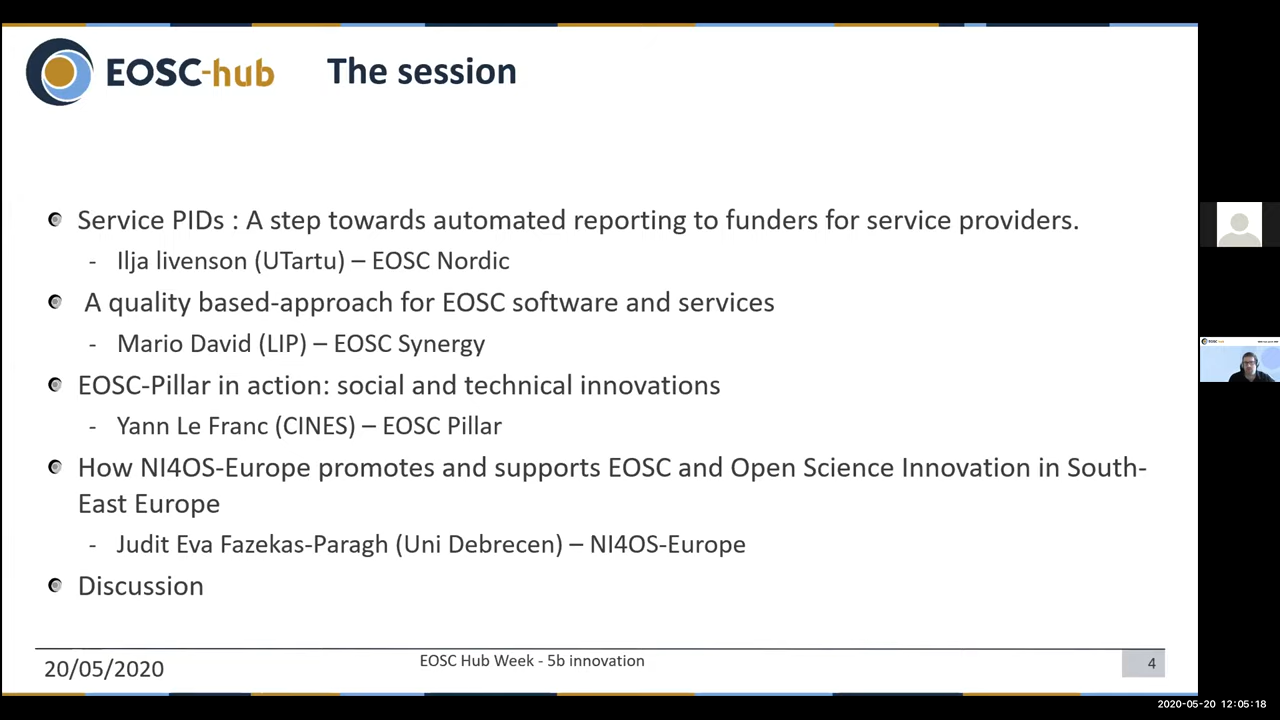 EOSC-hub
The session
Service PIDs : A step towards automated reporting to funders for service providers.
- Ilja livenson (UTartu) – EOSC Nordic
A quality based-approach for EOSC software and services
- Mario David (LIP) – EOSC Synergy
EOSC-Pillar in action: social and technical innovations
- Yann Le Franc (CINES) – EOSC Pillar
How NI4OS-Europe promotes and supports EOSC and Open Science Innovation in South-
East Europe
- Judit Eva Fazekas-Paragh (Uni Debrecen) – NI4OS-Europe
Discussion
20/05/2020
EOSC Hub Week - 5b innovation
4
2020-05-20 12:05:18